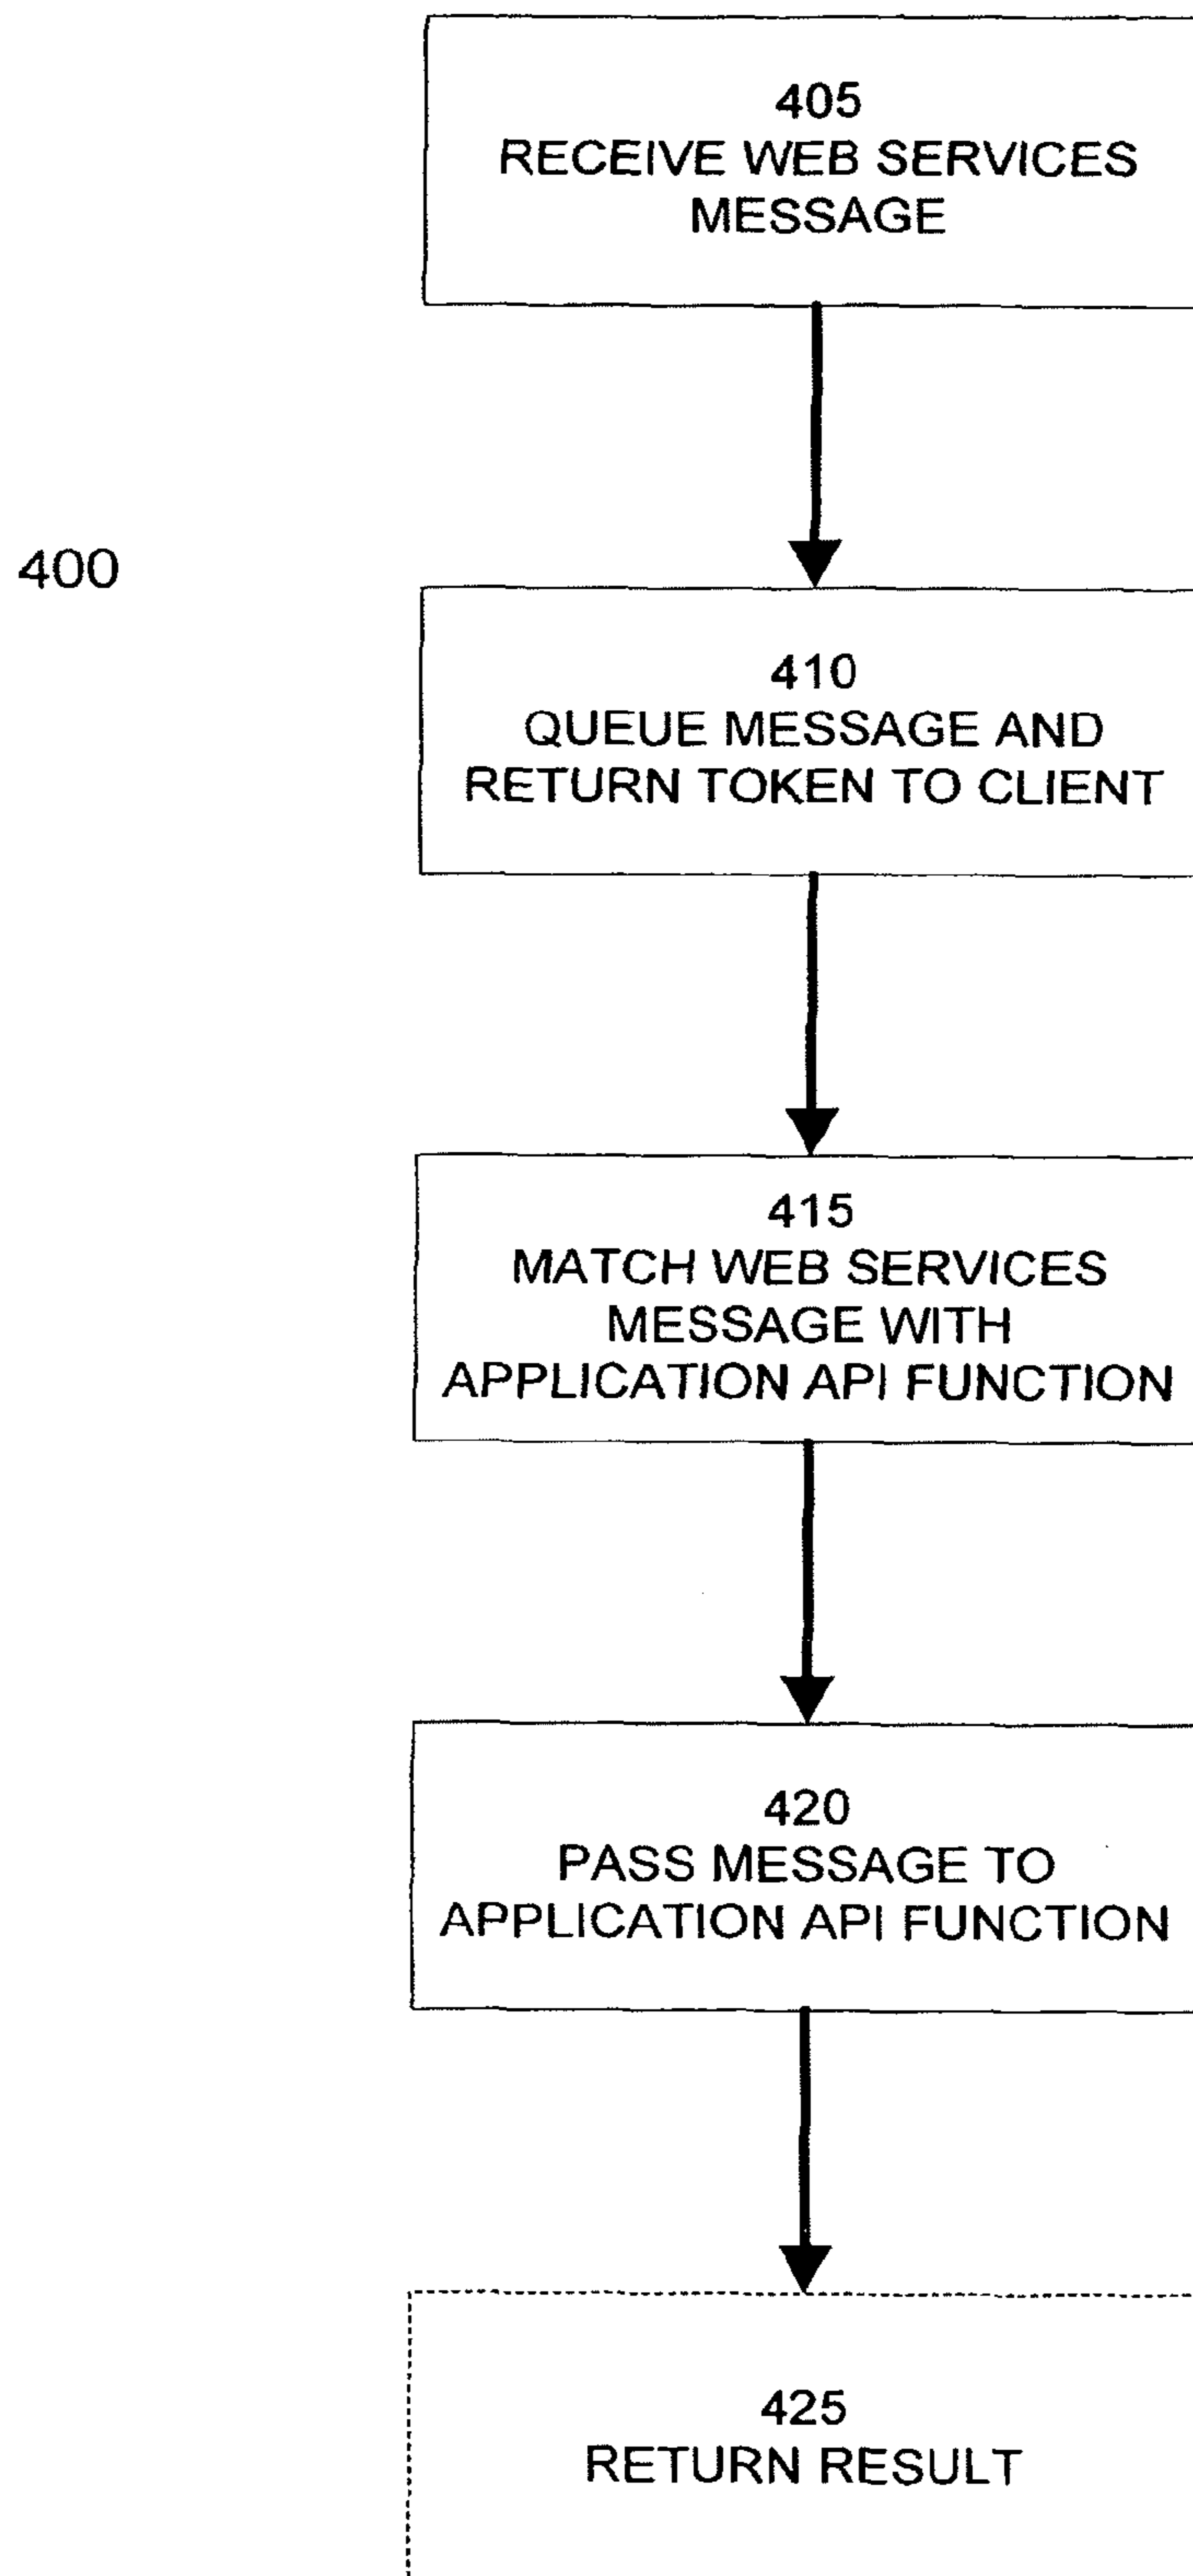 405
RECEIVE WEB SERVICES
MESSAGE
400
410
QUEUE MESSAGE AND
RETURN TOKEN TO CLIENT
415
MATCH WEB SERVICES
MESSAGE WITH
APPLICATION API FUNCTION
420
PASS MESSAGE TO
APPLICATION API FUNCTION
425
RETURN RESULT